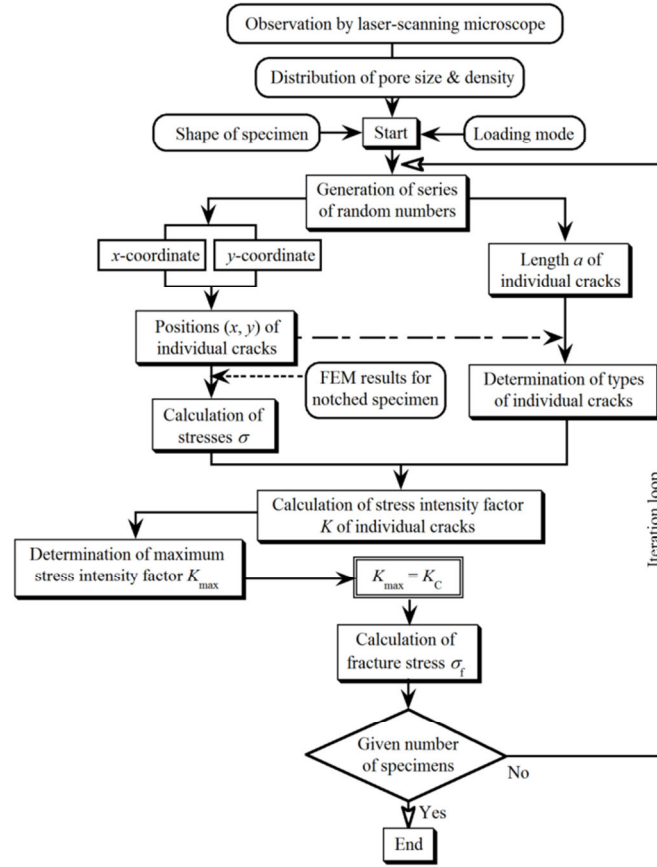 Observation by laser-scanning microscope
Distribution of pore size & density
Shape of specimen
Start
Loading mode
Generation of series
of random numbers
x-coordinate
y-coordinate
Length a of
individual cracks
Positions (x, y) of
individual cracks
FEM results for
notched specimen
Determination of types
of individual cracks
Calculation of
stresses σ
Iteration loop
Calculation of stress intensity factor
K of individual cracks
Determination of maximum
stress intensity factor Kmax
Kmax = KC
Calculation of
fracture stress σf
Given number
of specimens
No
Yes
End